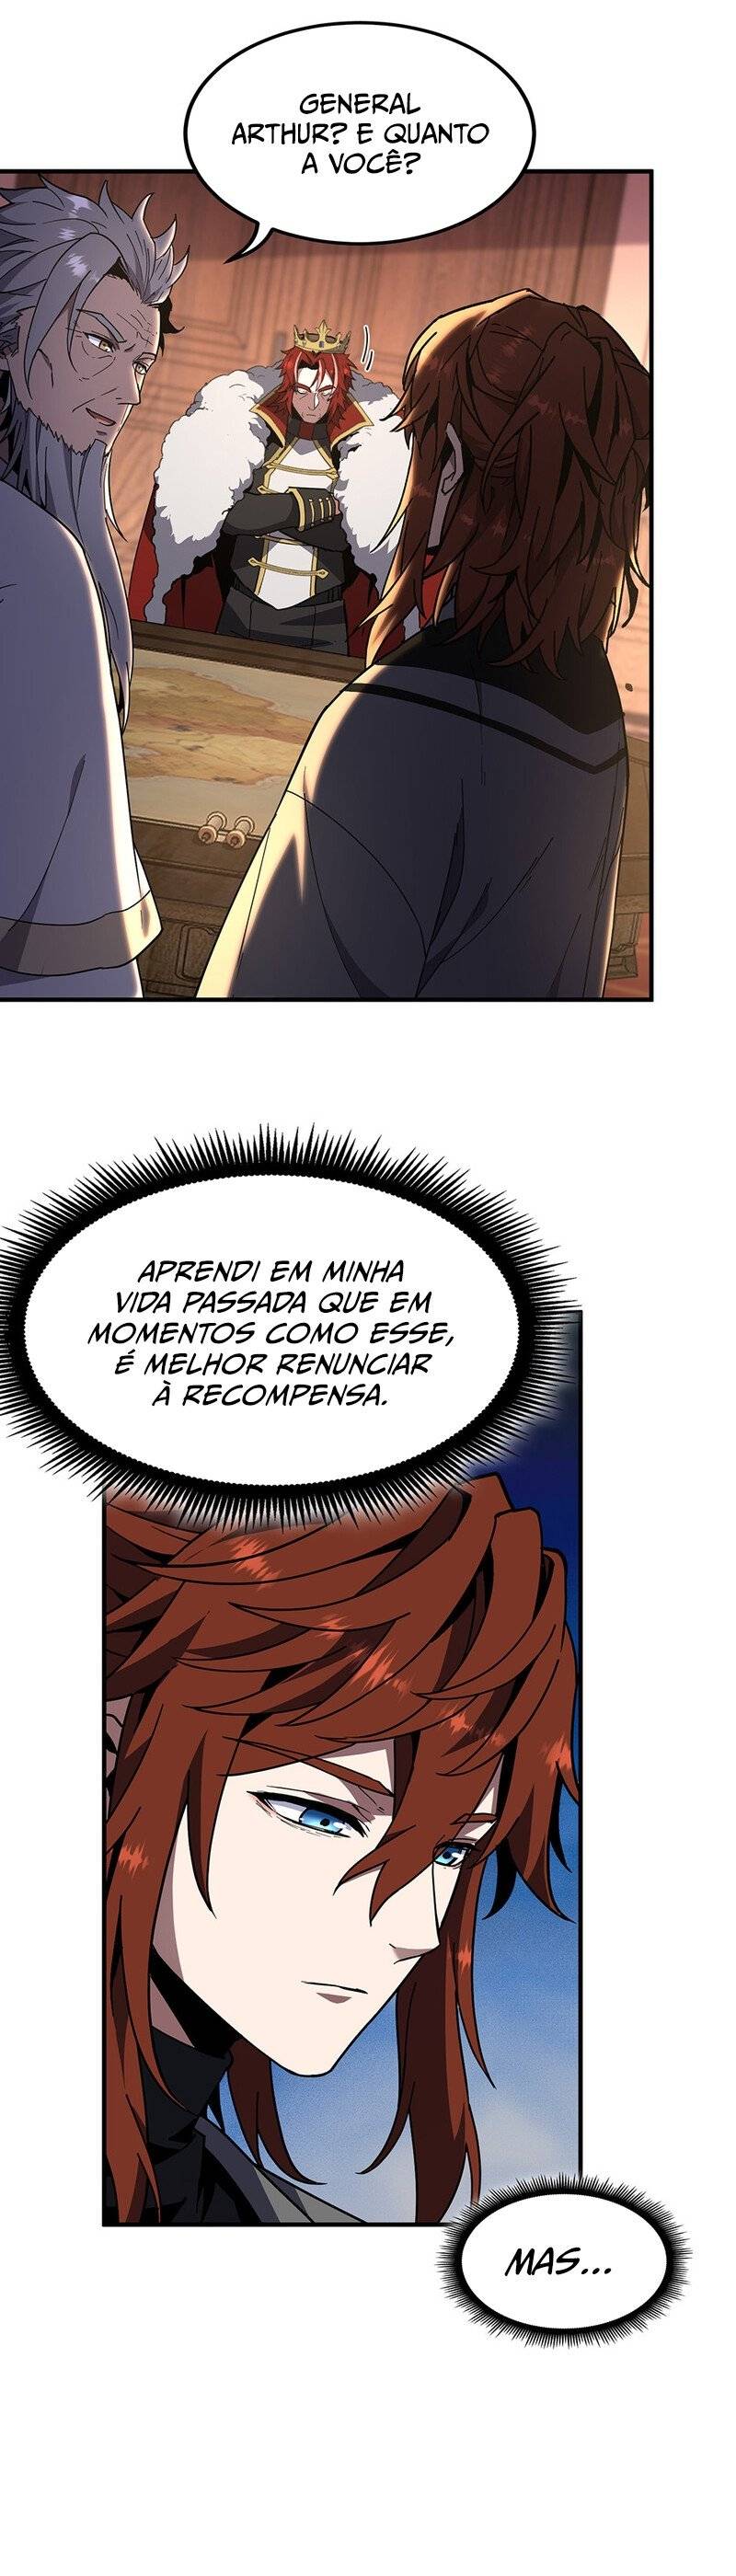 GENERAL
ARTHUR? E QUANTO
A VOCÊ?
APRENDI EM MINHA
VIDA PASSADA QUE EM
MOMENTOS COMO ESSE,
É MELHOR RENUNCIAR
À RECOMPENSA.
MAS...